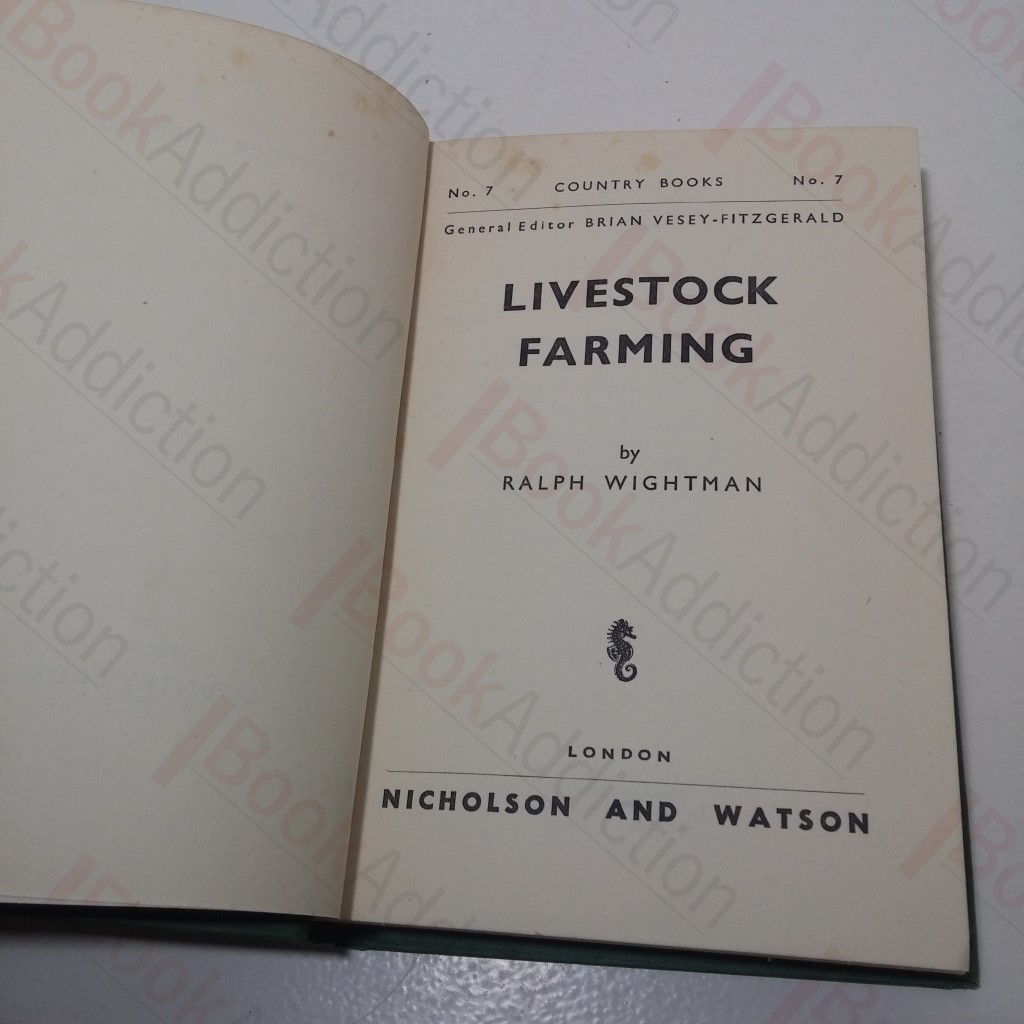 No. 7 COUNTRY BOOKS No. 7
General Editor BRIAN VESEY-FITZGERALD
LIVESTOCK
FARMING
by
RALPH WIGHTMAN
LONDON
NICHOLSON AND WATSON
BookAddiction